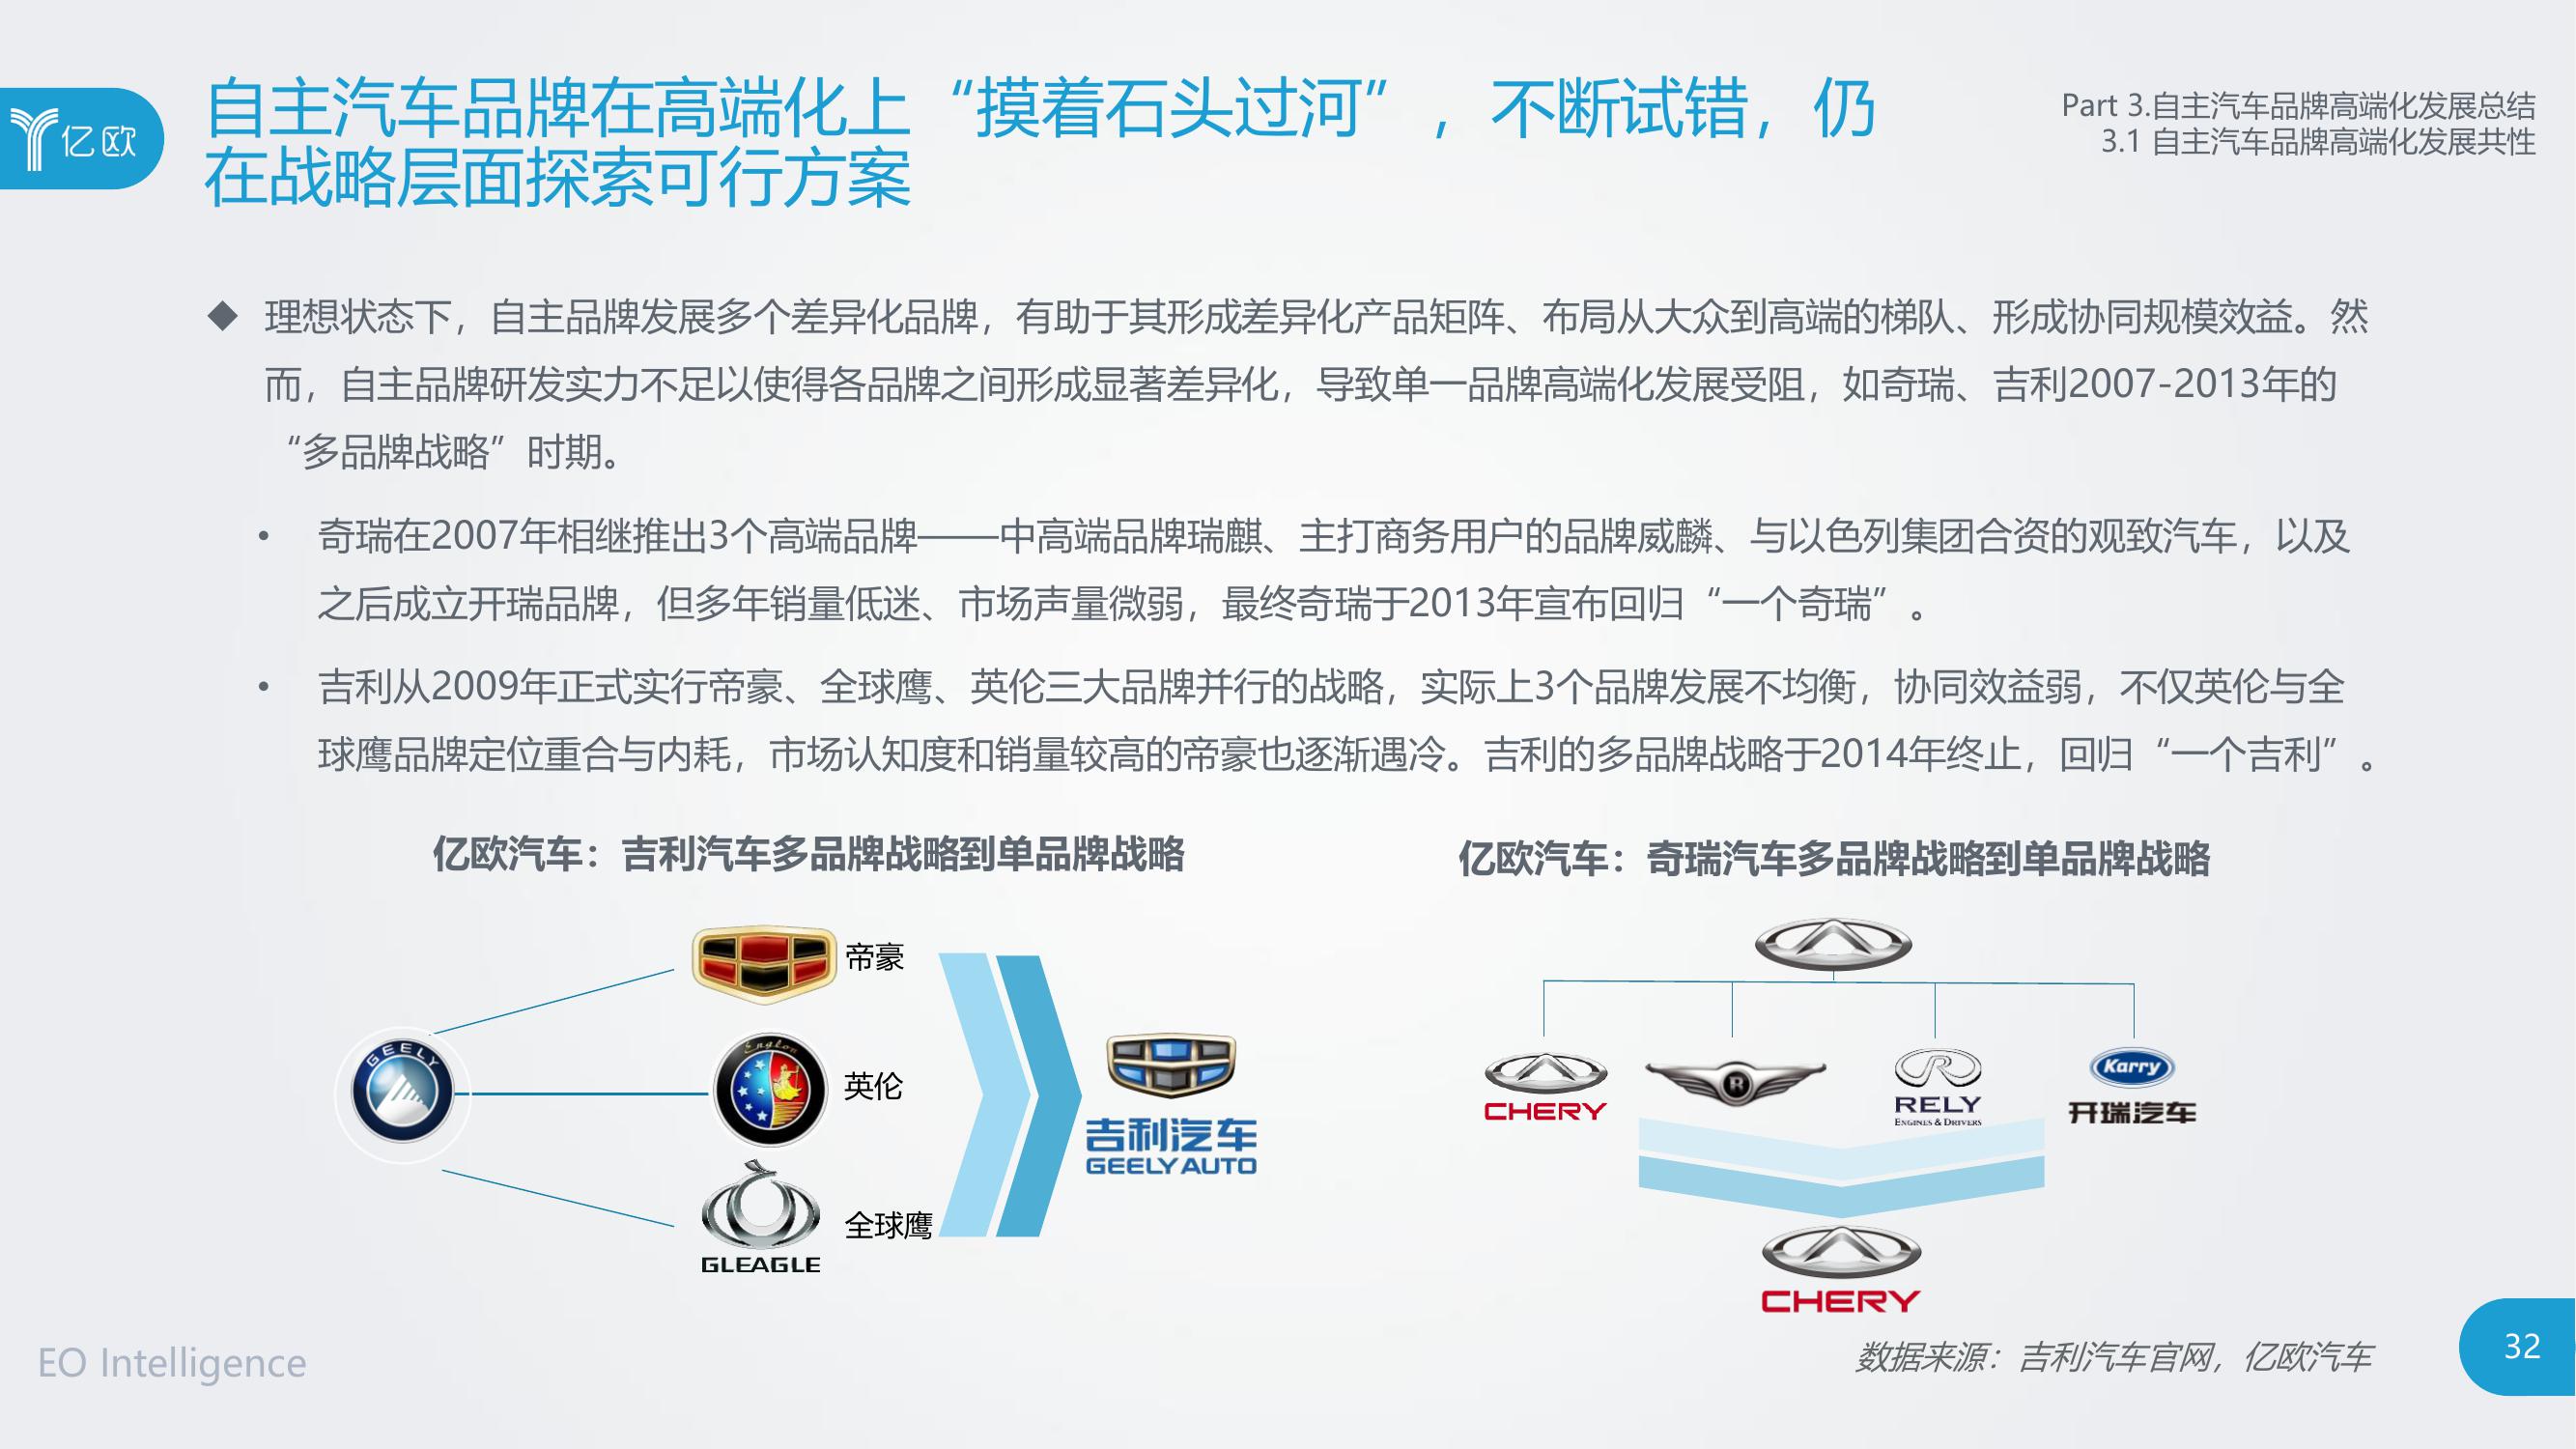 亿欧
自主汽车品牌在高端化上“摸着石头过河”，不断试错，仍
在战略层面探索可行方案
Part 3.自主汽车品牌高端化发展总结
3.1 自主汽车品牌高端化发展共性
◆ 理想状态下，自主品牌发展多个差异化品牌，有助于其形成差异化产品矩阵、布局从大众到高端的梯队、形成协同规模效益。然
而，自主品牌研发实力不足以使得各品牌之间形成显著差异化，导致单一品牌高端化发展受阻，如奇瑞、吉利2007-2013年的
“多品牌战略”时期。
• 奇瑞在2007年相继推出3个高端品牌——中高端品牌瑞麒、主打商务用户的品牌威麟、与以色列集团合资的观致汽车，以及
之后成立开瑞品牌，但多年销量低迷、市场声量微弱，最终奇瑞于2013年宣布回归“一个奇瑞”。
• 吉利从2009年正式实行帝豪、全球鹰、英伦三大品牌并行的战略，实际上3个品牌发展不均衡，协同效益弱，不仅英伦与全
球鹰品牌定位重合与内耗，市场认知度和销量较高的帝豪也逐渐遇冷。吉利的多品牌战略于2014年终止，回归“一个吉利”。
亿欧汽车：吉利汽车多品牌战略到单品牌战略
GEELY
帝豪
Englon
英伦
GLEAGLE
全球鹰
吉利汽车
GEELY AUTO
亿欧汽车：奇瑞汽车多品牌战略到单品牌战略
CHERY
R
RELY
ENGINES & DRIVERS
Karry
开瑞汽车
CHERY
数据来源：吉利汽车官网，亿欧汽车
EO Intelligence
32